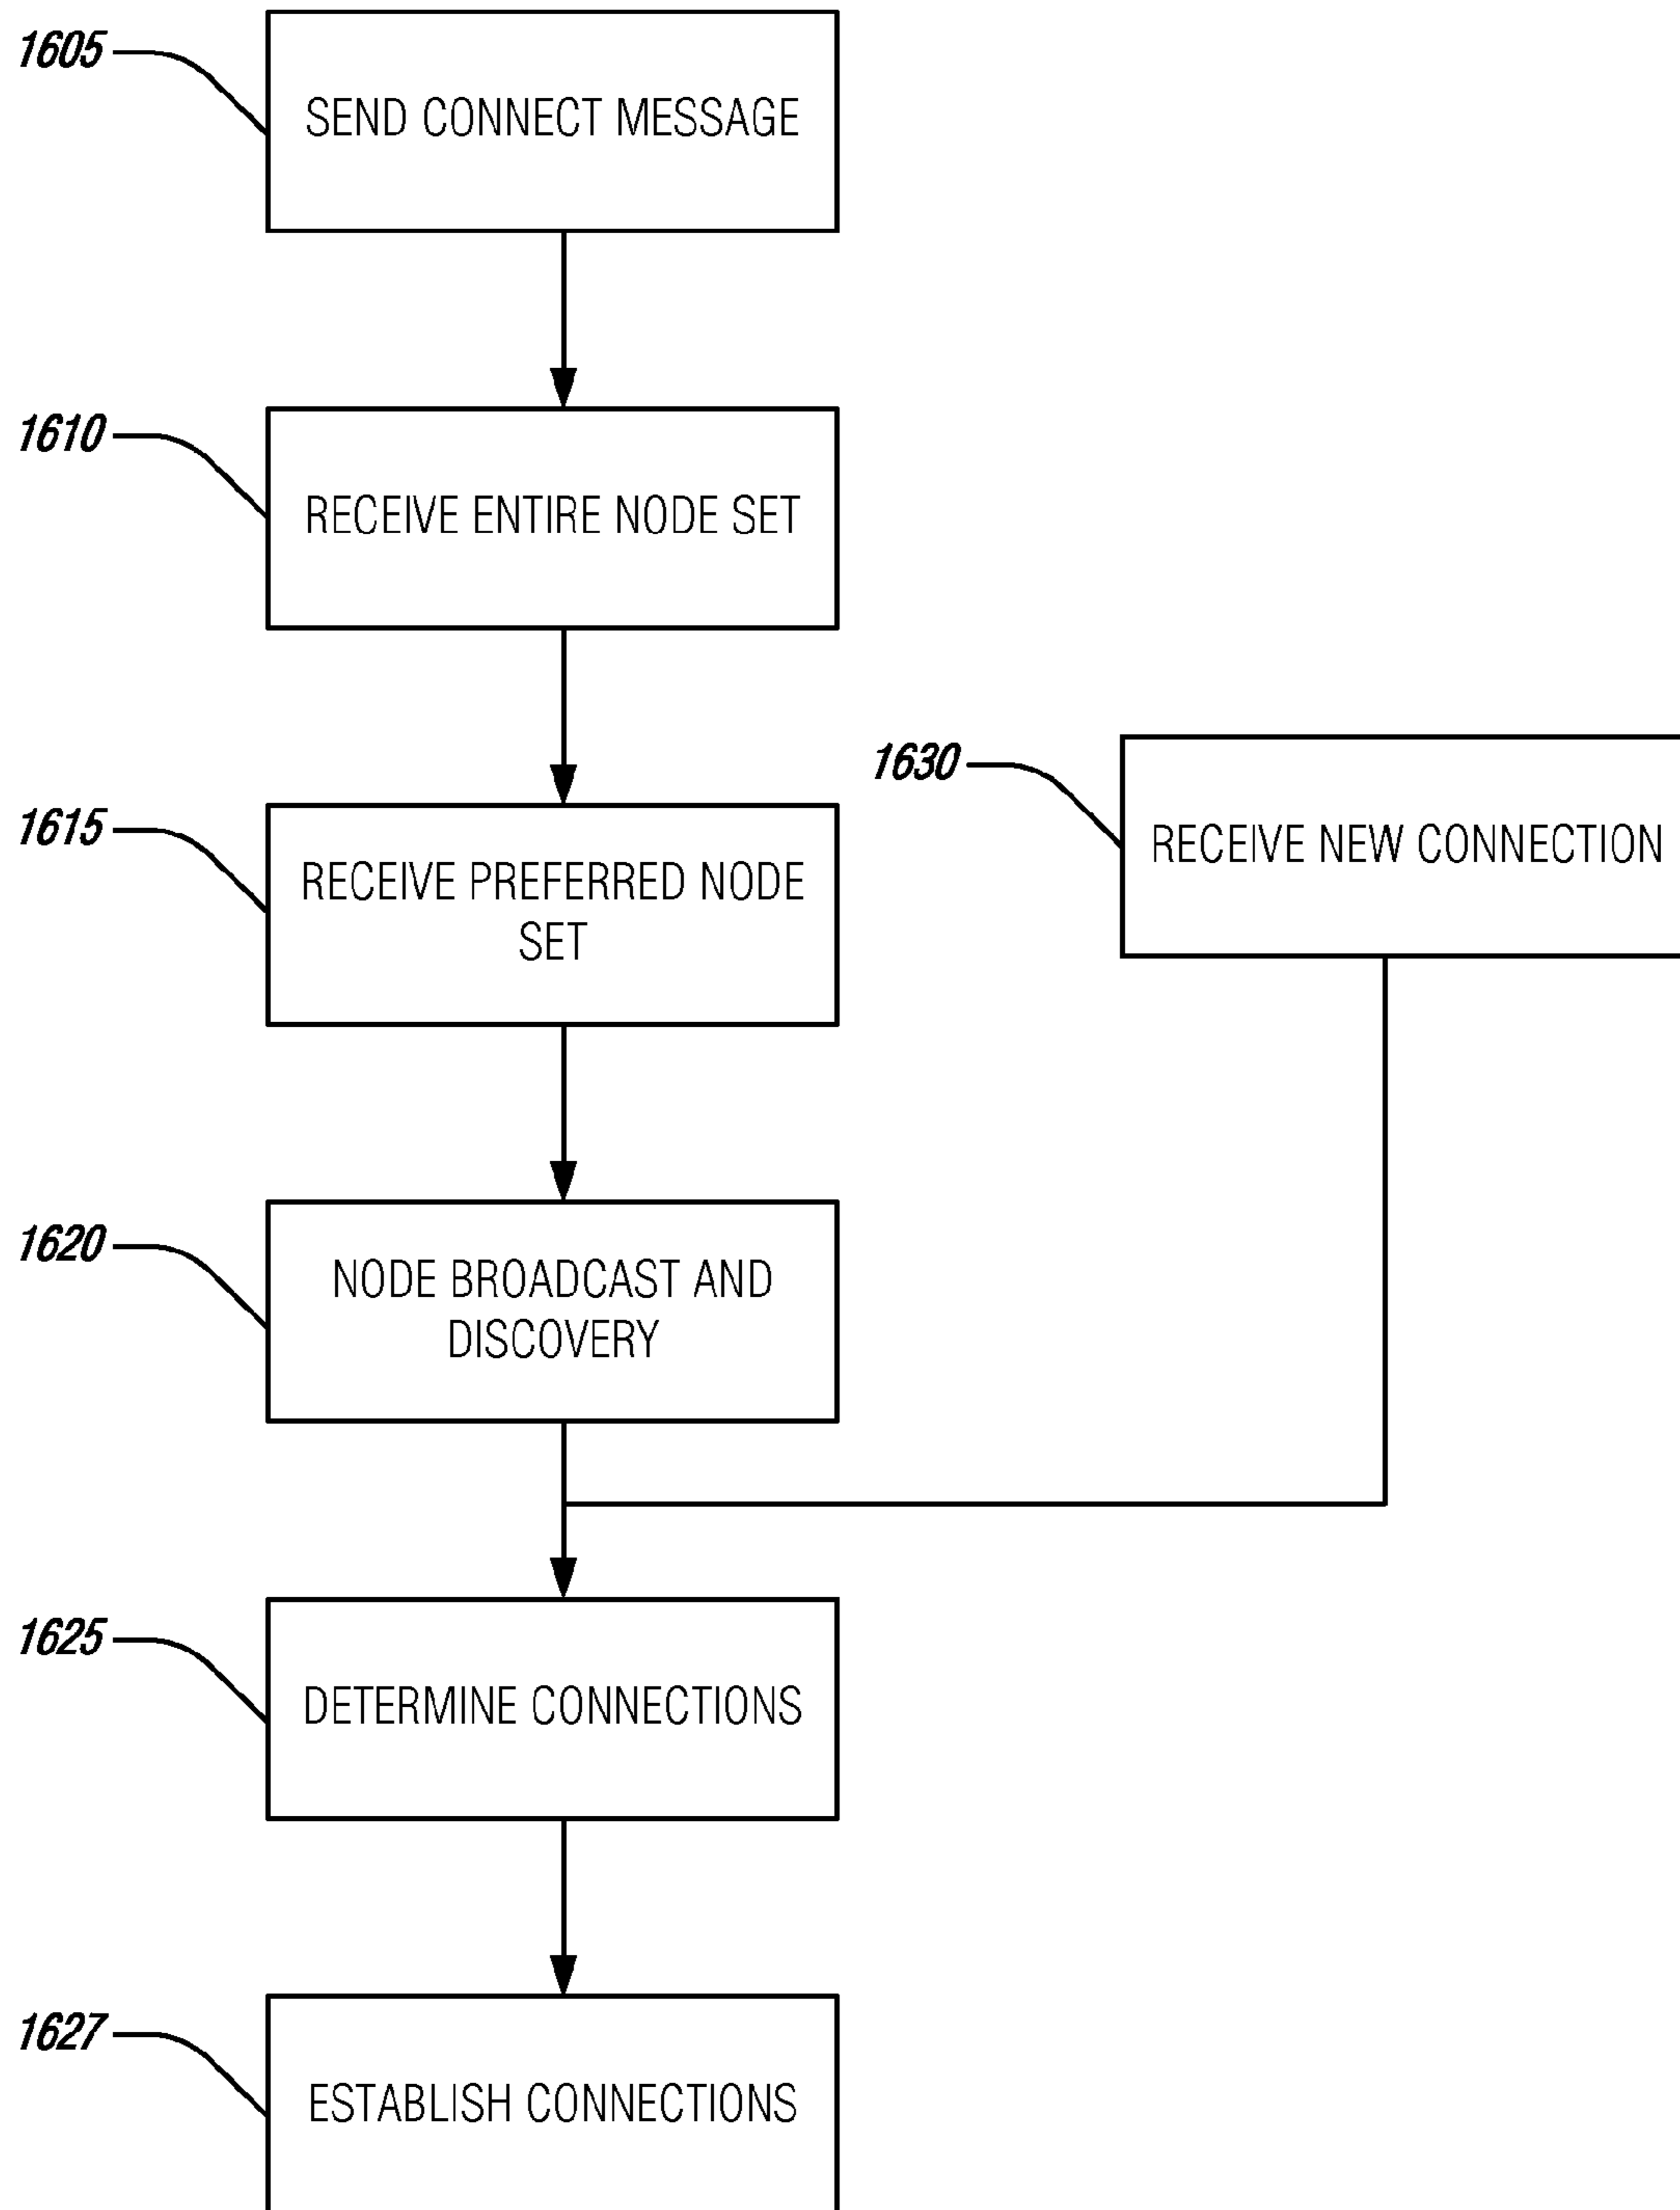 1605
SEND CONNECT MESSAGE
1610
RECEIVE ENTIRE NODE SET
1615
RECEIVE PREFERRED NODE
SET
1630
RECEIVE NEW CONNECTION
1620
NODE BROADCAST AND
DISCOVERY
1625
DETERMINE CONNECTIONS
1627
ESTABLISH CONNECTIONS